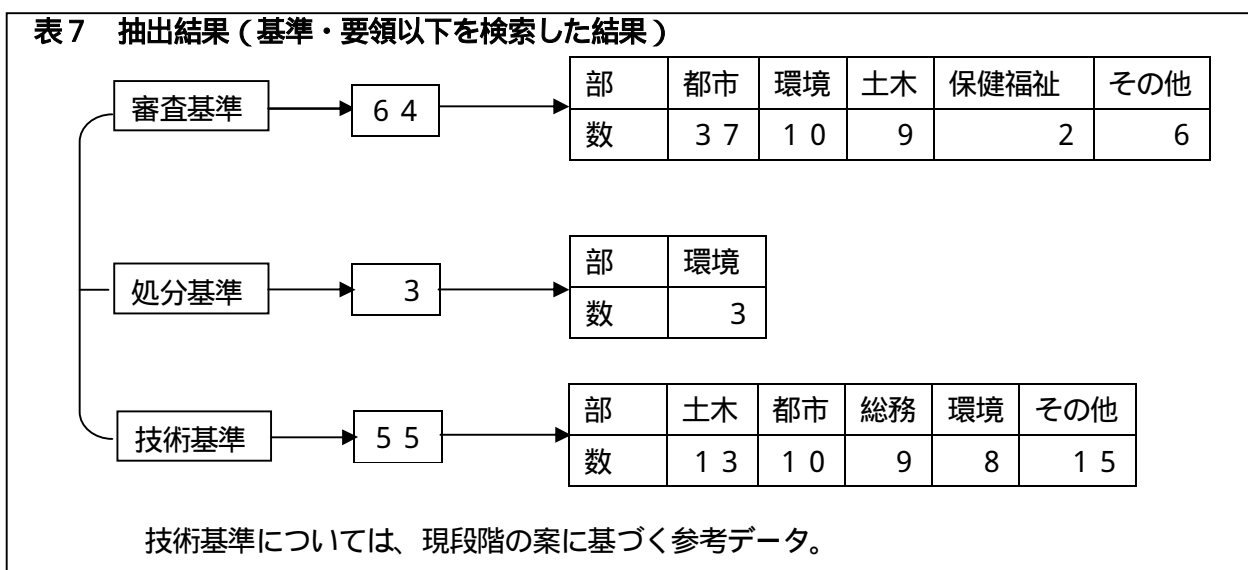 表7 抽出結果(基準・要領以下を検索した結果)
部 都市 環境 土木 保健福祉 その他
審査基準 64
数 37 10 9 2 6
部 環境
処分基準 3
数 3
部 土木 都市 総務 環境 その他
技術基準 55
数 13 10 9 8 15
技術基準については、現段階の案に基づく参考データ。